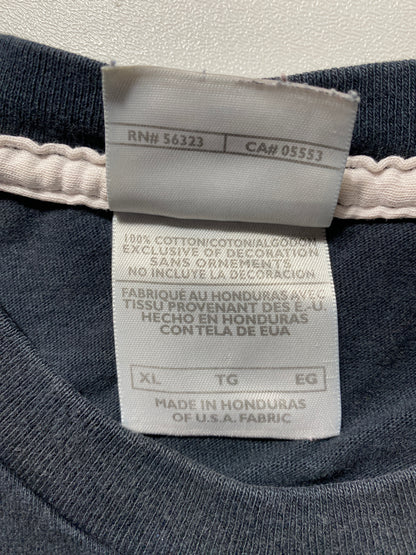 RN# 56323 CA# 05553
100% COTTON/COTON/ALGODON
EXCLUSIVE OF DECORATION
SANS ORNEMENTS
NO INCLUYE LA DECORACION
FABRIQUÉ AU HONDURAS AVEC
TISSU PROVENANT DES É.-U.
HECHO EN HONDURAS
CON TELA DE EUA
XL TG EG
MADE IN HONDURAS
OF U.S.A. FABRIC